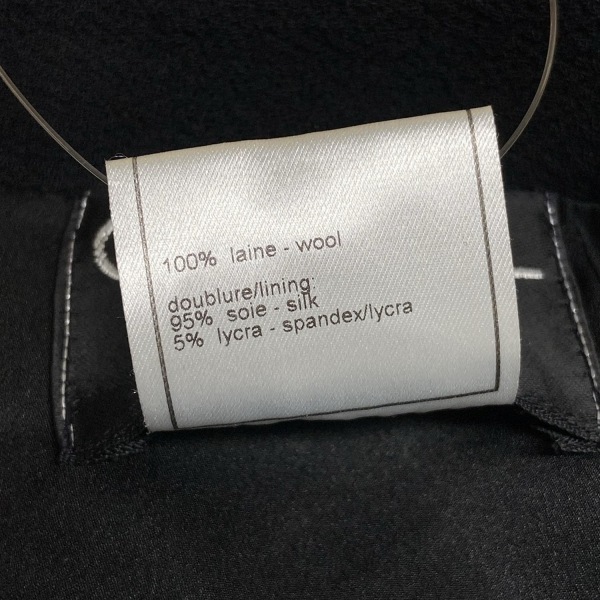 100% laine - wool
doublure/lining:
95% soie - silk
5% lycra - spandex/lycra